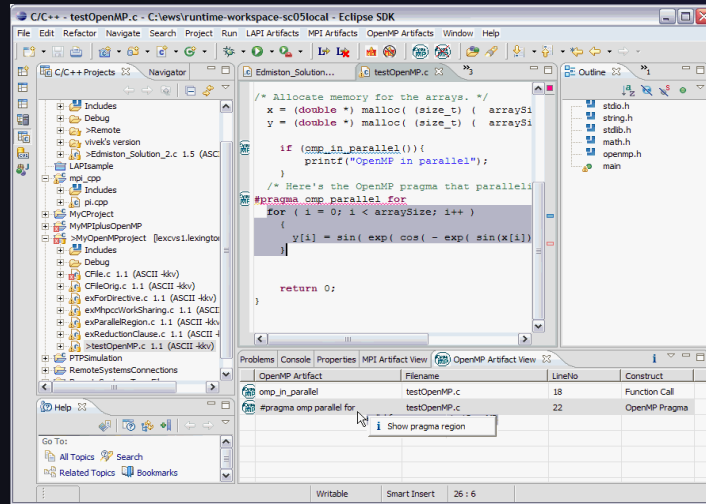 C/C++ - testOpenMP.c - C:\ews\runtime-workspace-sc05local - Eclipse SDK
File Edit Refactor Navigate Search Project Run LAPI Artifacts MPI Artifacts OpenMP Artifacts Window Help
C/C++ Projects
Navigator
Includes
Debug
>Remote
vivek's version
>Edmiston_Solution_2.c 1.5 (ASC
LAPIsample
mpi_cpp
Includes
pi.cpp
MyCProject
MyMPIplusOpenMP
>MyOpenMPproject [lexcvs1.lexington
Includes
Debug
CFile.c 1.1 (ASCII -kkv)
CFileOrig.c 1.1 (ASCII -kkv)
exForDirective.c 1.1 (ASCII -kkv)
exMhpccWorkSharing.c 1.1 (ASCI
exParallelRegion.c 1.1 (ASCII -kkv
exReductionClause.c 1.1 (ASCII -k
>testOpenMP.c 1.1 (ASCII -kkv)
PTPSimulation
RemoteSystemsConnections
Edmiston_Solution...
testOpenMP.c
»3
/* Allocate memory for the arrays. */
x = (double *) malloc( (size_t) ( arraySi
y = (double *) malloc( (size_t) ( arraySi
if (omp_in_parallel()){
printf("OpenMP in parallel");
}
/* Here's the OpenMP pragma that paralleli
#pragma omp parallel for
for ( i = 0; i < arraySize; i++ )
{
y[i] = sin( exp( cos( - exp( sin(x[i])
}
return 0;
}
Outline
»1
stdio.h
string.h
stdlib.h
math.h
openmp.h
main
Help
Go To:
All Topics Search
Related Topics Bookmarks
Problems Console Properties MPI Artifact View OpenMP Artifact View
OpenMP Artifact Filename LineNo Construct
omp_in_parallel testOpenMP.c 18 Function Call
#pragma omp parallel for testOpenMP.c 22 OpenMP Pragma
Show pragma region
Writable Smart Insert 26 : 6